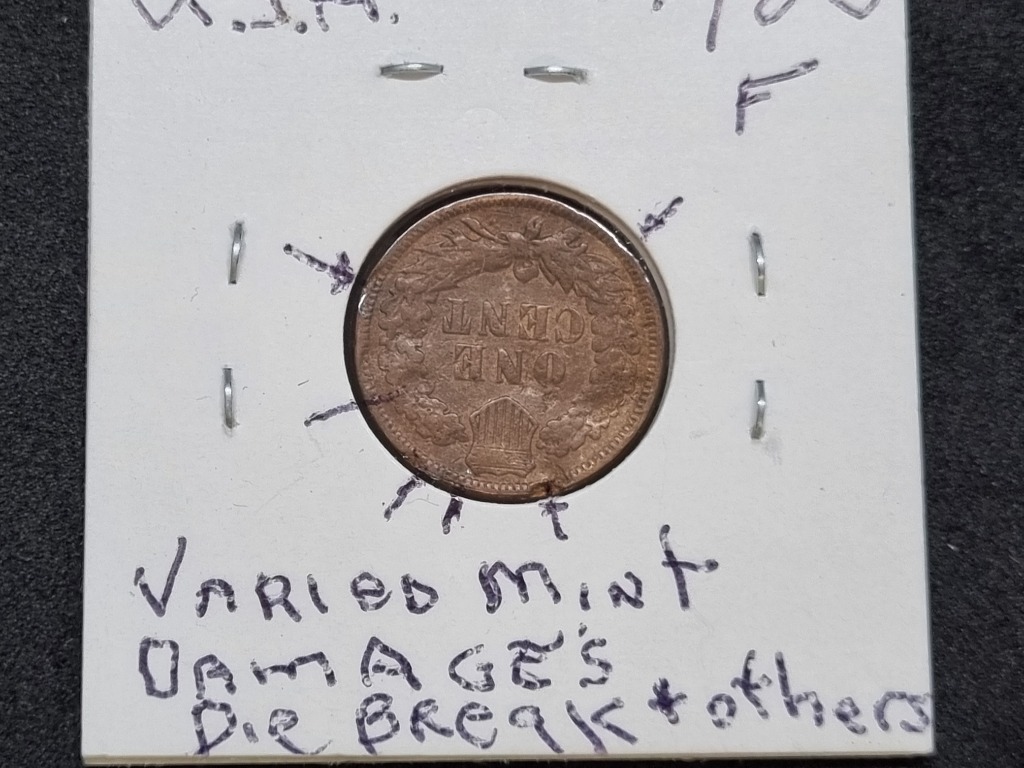 U.S.A.
F
CENT
ONE
VARIED MINT
DAMAGE'S
Die Break + others